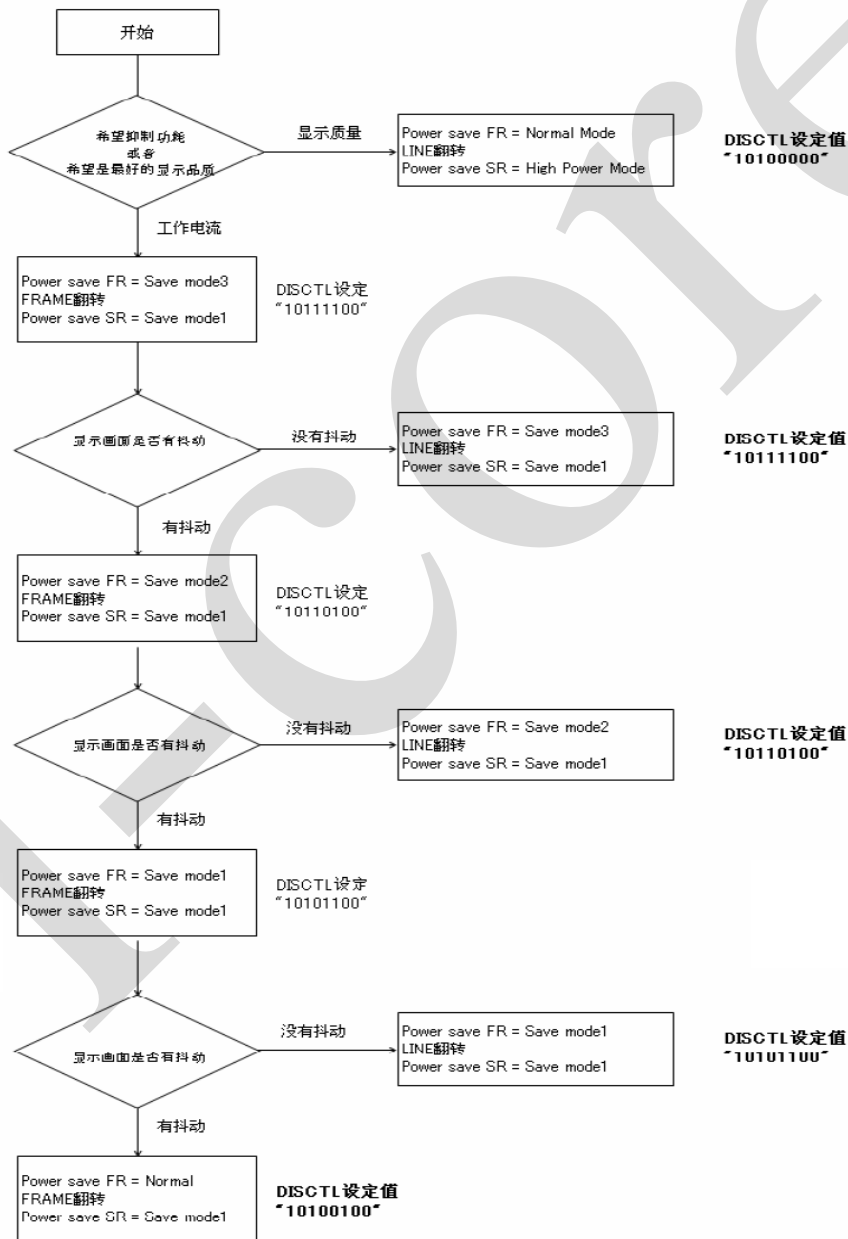 开始
希望抑制功能
或者
希望是最好的显示品质
显示质量
Power save FR = Normal Mode
LINE翻转
Power save SR = High Power Mode
DISCTL设定值
"10100000"
工作电流
Power save FR = Save mode3
FRAME翻转
Power save SR = Save mode1
DISCTL设定
"10111100"
显示画面是否有抖动
没有抖动
Power save FR = Save mode3
LINE翻转
Power save SR = Save mode1
DISCTL设定值
"10111100"
有抖动
Power save FR = Save mode2
FRAME翻转
Power save SR = Save mode1
DISCTL设定
"10110100"
显示画面是否有抖动
没有抖动
Power save FR = Save mode2
LINE翻转
Power save SR = Save mode1
DISCTL设定值
"10110100"
有抖动
Power save FR = Save mode1
FRAME翻转
Power save SR = Save mode1
DISCTL设定
"10101100"
显示画面是否有抖动
没有抖动
Power save FR = Save mode1
LINE翻转
Power save SR = Save mode1
DISCTL设定值
"10101100"
有抖动
Power save FR = Normal
FRAME翻转
Power save SR = Save mode1
DISCTL设定值
"10100100"